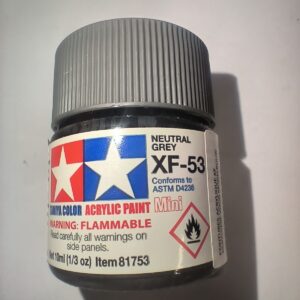 NEUTRAL
GREY
XF-53
Conforms to
ASTM D4236
TAMIYA COLOR ACRYLIC PAINT Mini
WARNING: FLAMMABLE
Read carefully all warnings on
side panels.
Net 10ml (1/3 oz) Item 81753